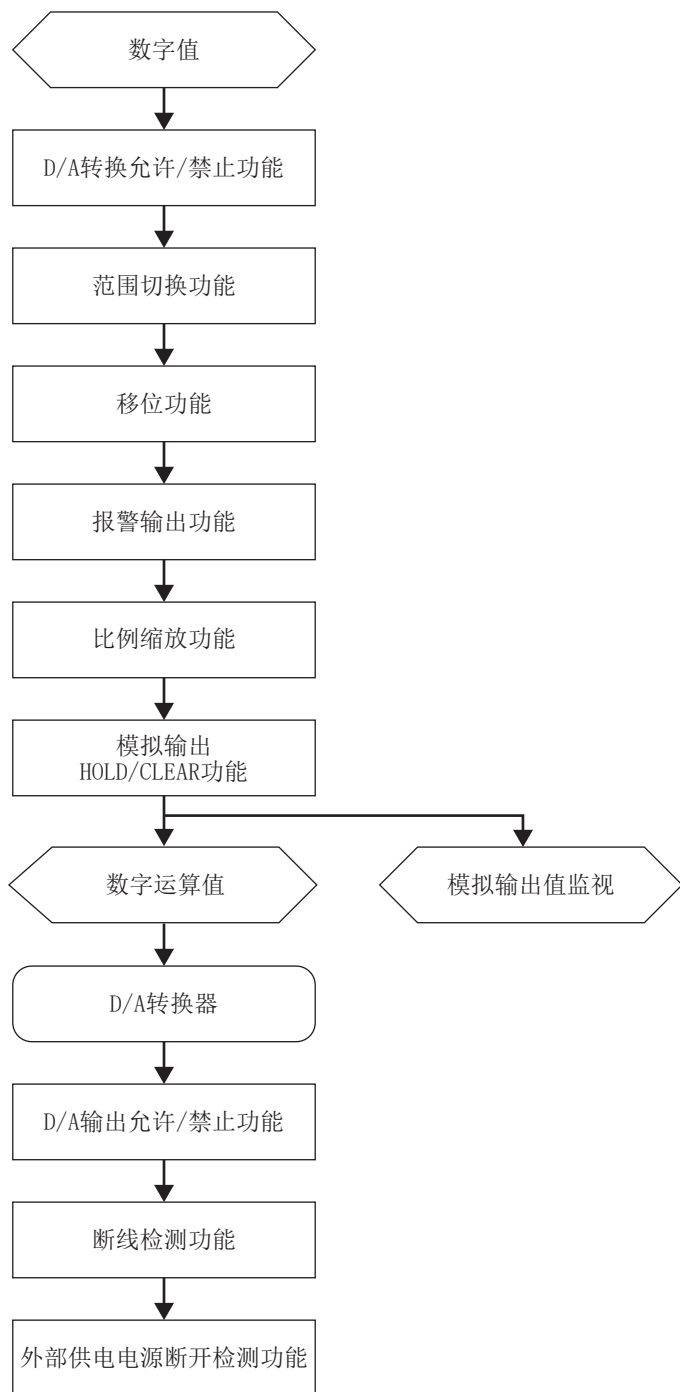 数字值
D/A转换允许/禁止功能
范围切换功能
移位功能
报警输出功能
比例缩放功能
模拟输出
HOLD/CLEAR功能
数字运算值
模拟输出值监视
D/A转换器
D/A输出允许/禁止功能
断线检测功能
外部供电电源断开检测功能